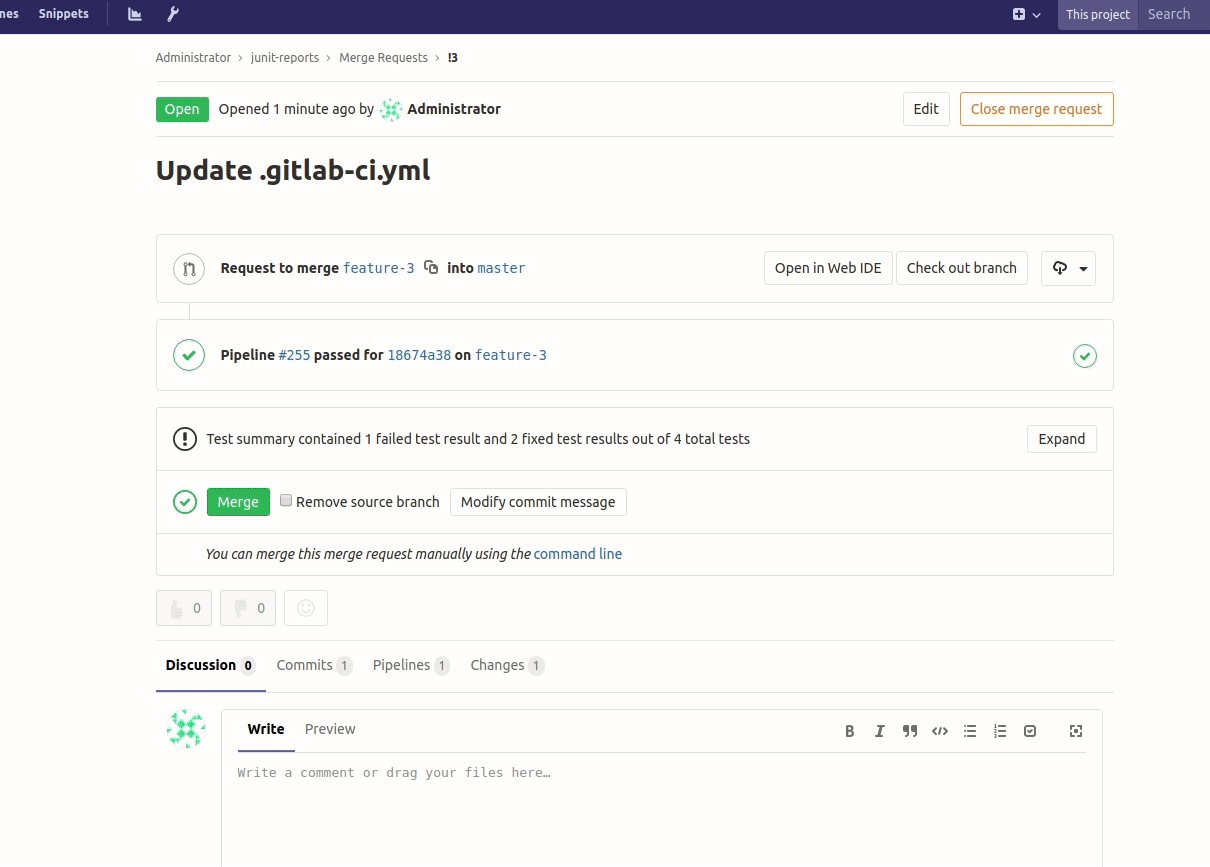 nes Snippets This project Search
Administrator › junit-reports › Merge Requests › !3
Open Opened 1 minute ago by Administrator Edit Close merge request
Update .gitlab-ci.yml
Request to merge feature-3 into master Open in Web IDE Check out branch
Pipeline #255 passed for 18674a38 on feature-3
Test summary contained 1 failed test result and 2 fixed test results out of 4 total tests Expand
Merge Remove source branch Modify commit message
You can merge this merge request manually using the command line
0 0
Discussion 0 Commits 1 Pipelines 1 Changes 1
Write Preview
Write a comment or drag your files here…